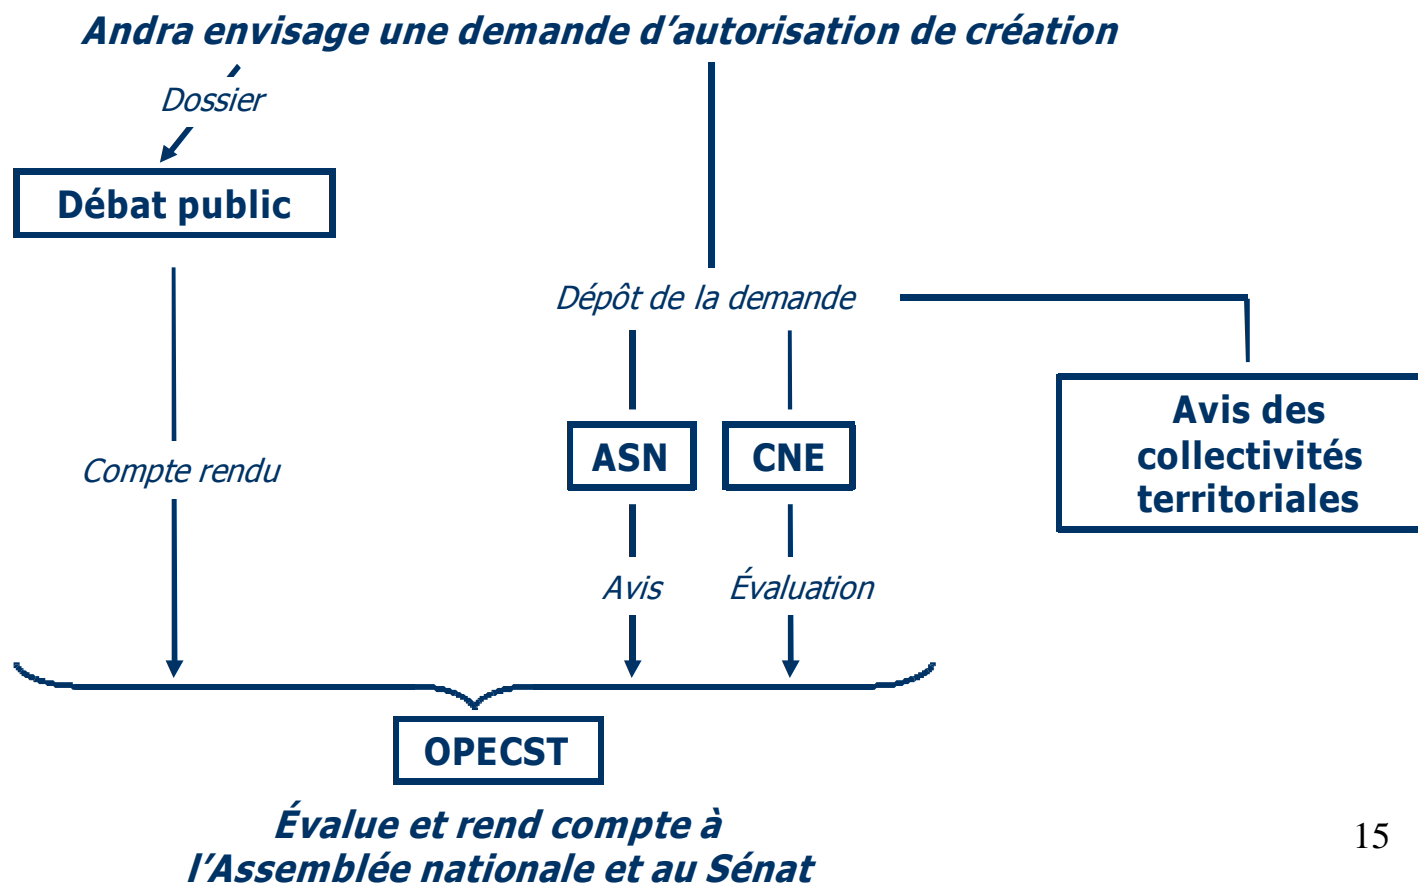 Andra envisage une demande d’autorisation de création
Dossier
Débat public
Dépôt de la demande
Avis des
collectivités
territoriales
ASN
CNE
Compte rendu
Avis
Évaluation
OPECST
Évalue et rend compte à
l’Assemblée nationale et au Sénat
15